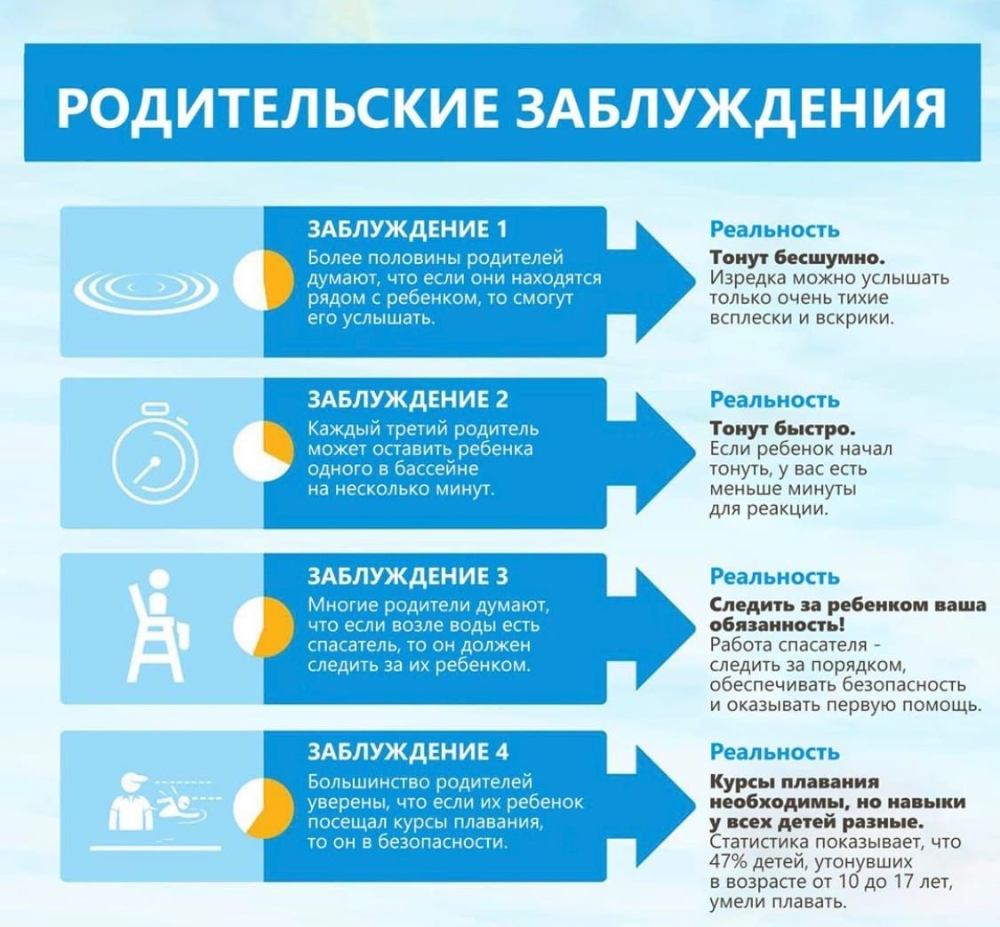 РОДИТЕЛЬСКИЕ ЗАБЛУЖДЕНИЯ
ЗАБЛУЖДЕНИЕ 1
Более половины родителей
думают, что если они находятся
рядом с ребенком, то смогут
его услышать.
Реальность
Тонут бесшумно.
Изредка можно услышать
только очень тихие
всплески и вскрики.
ЗАБЛУЖДЕНИЕ 2
Каждый третий родитель
может оставить ребенка
одного в бассейне
на несколько минут.
Реальность
Тонут быстро.
Если ребенок начал
тонуть, у вас есть
меньше минуты
для реакции.
ЗАБЛУЖДЕНИЕ 3
Многие родители думают,
что если возле воды есть
спасатель, то он должен
следить за их ребенком.
Реальность
Следить за ребенком ваша
обязанность!
Работа спасателя -
следить за порядком,
обеспечивать безопасность
и оказывать первую помощь.
ЗАБЛУЖДЕНИЕ 4
Большинство родителей
уверены, что если их ребенок
посещал курсы плавания,
то он в безопасности.
Реальность
Курсы плавания
необходимы, но навыки
у всех детей разные.
Статистика показывает, что
47% детей, утонувших
в возрасте от 10 до 17 лет,
умели плавать.